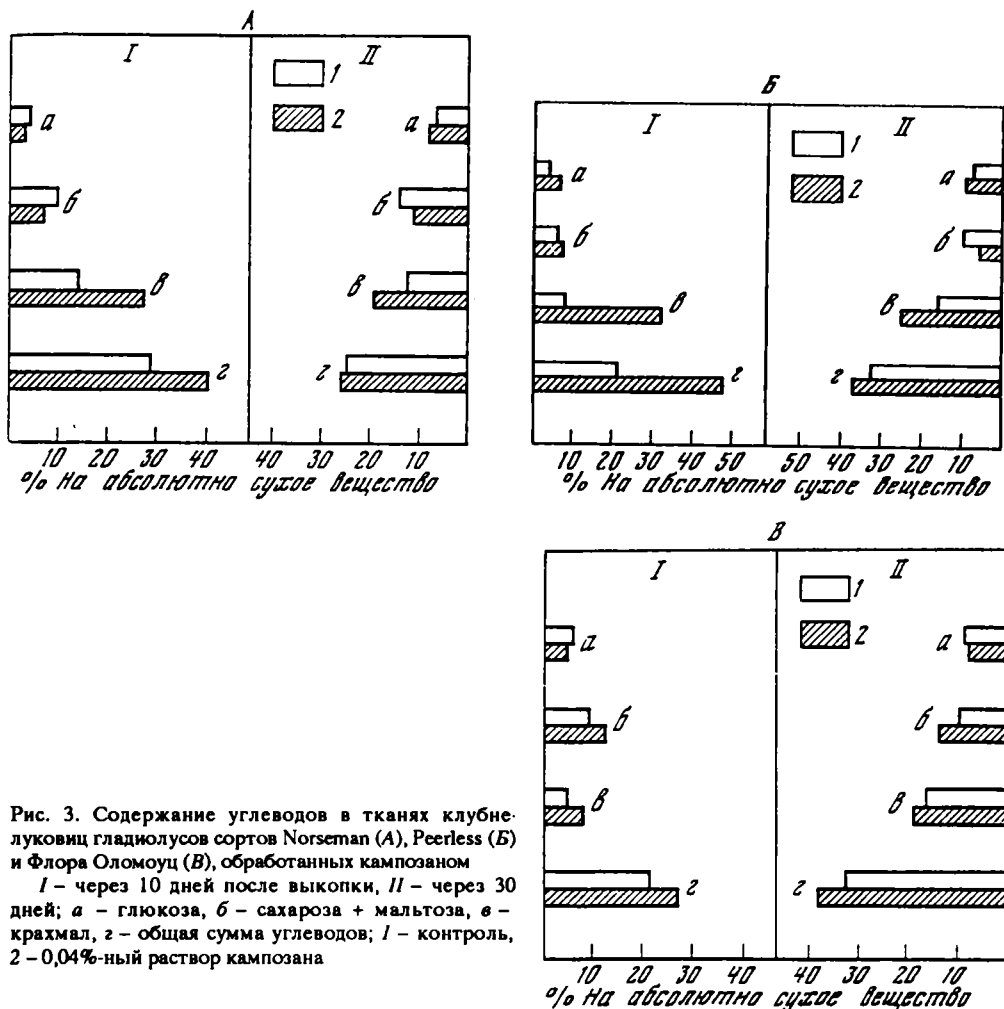 А
I II
1
2
а а
б б
в в
г г
10 20 30 40 40 30 20 10
% На абсолютно сухое вещество
Б
I II
1
2
а а
б б
в в
г г
10 20 30 40 50 50 40 30 20 10
% На абсолютно сухое вещество
В
I II
1
2
а а
б б
в в
г г
10 20 30 40 40 30 20 10
% На абсолютно сухое вещество
Рис. 3. Содержание углеводов в тканях клубне-
луковиц гладиолусов сортов Norseman (А), Peerless (Б)
и Флора Оломоуц (В), обработанных кампозаном
I – через 10 дней после выкопки, II – через 30
дней; а – глюкоза, б – сахароза + мальтоза, в –
крахмал, г – общая сумма углеводов; I – контроль,
2 – 0,04%-ный раствор кампозана